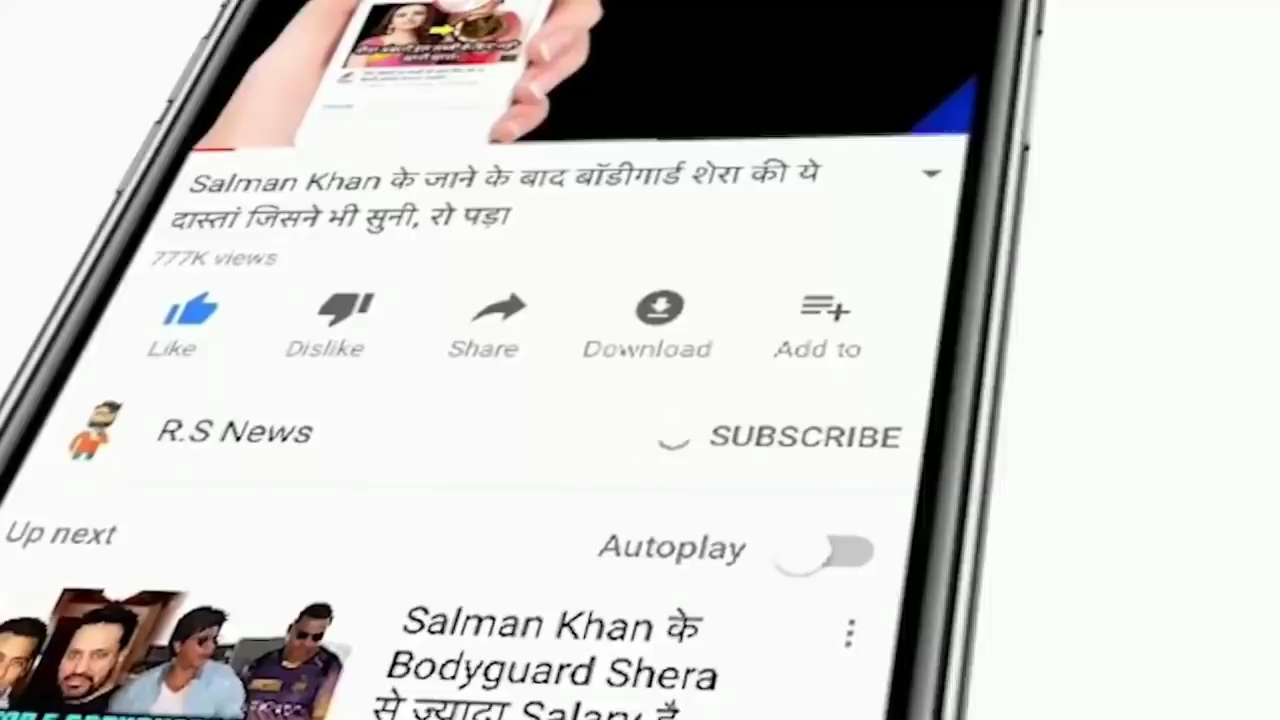 Salman Khan के जाने के बाद बॉडीगार्ड शेरा की ये
दास्तां जिसने भी सुनी, रो पड़ा
777K views
Like
Dislike
Share
Download
Add to
R.S News
SUBSCRIBE
Up next
Autoplay
Salman Khan के
Bodyguard Shera
से ज्यादा Salary है